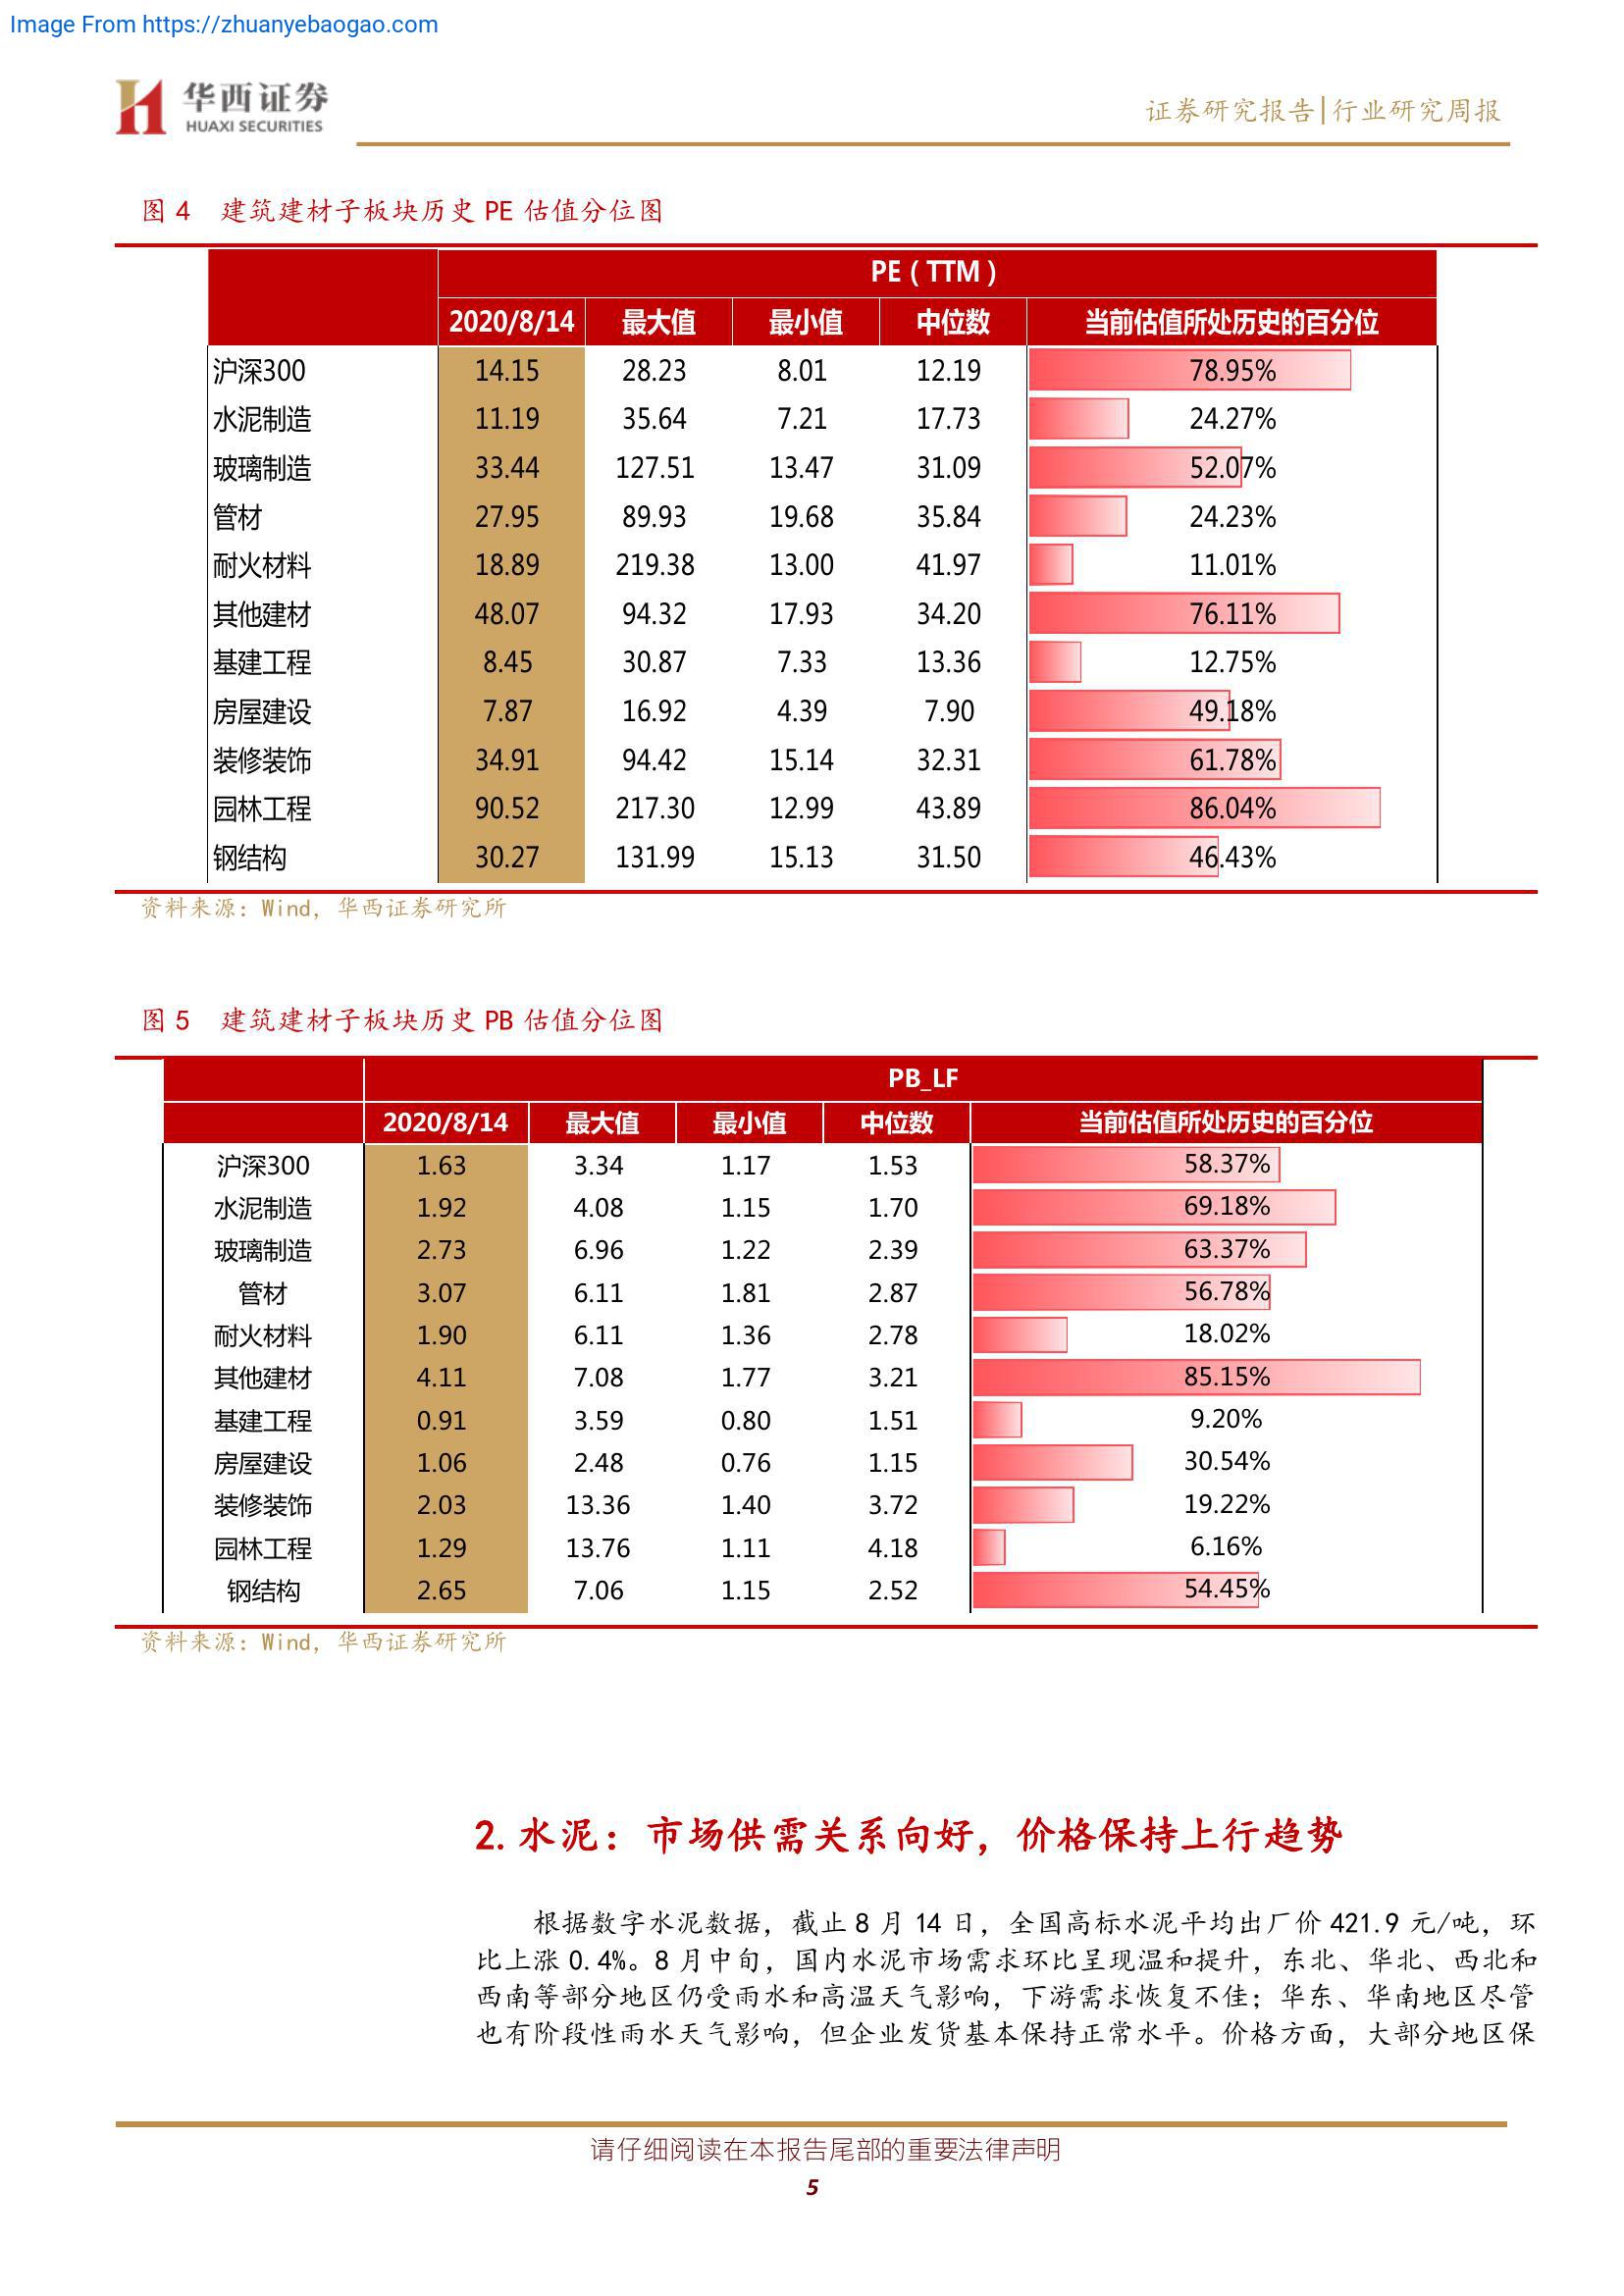 Image From https://zhuanyebaogao.com
华西证券
HUAXI SECURITIES
证券研究报告|行业研究周报
图 4 建筑建材子板块历史 PE 估值分位图
PE（TTM）
2020/8/14 最大值 最小值 中位数 当前估值所处历史的百分位
沪深300 14.15 28.23 8.01 12.19 78.95%
水泥制造 11.19 35.64 7.21 17.73 24.27%
玻璃制造 33.44 127.51 13.47 31.09 52.07%
管材 27.95 89.93 19.68 35.84 24.23%
耐火材料 18.89 219.38 13.00 41.97 11.01%
其他建材 48.07 94.32 17.93 34.20 76.11%
基建工程 8.45 30.87 7.33 13.36 12.75%
房屋建设 7.87 16.92 4.39 7.90 49.18%
装修装饰 34.91 94.42 15.14 32.31 61.78%
园林工程 90.52 217.30 12.99 43.89 86.04%
钢结构 30.27 131.99 15.13 31.50 46.43%
资料来源：Wind，华西证券研究所
图 5 建筑建材子板块历史 PB 估值分位图
PB_LF
2020/8/14 最大值 最小值 中位数 当前估值所处历史的百分位
沪深300 1.63 3.34 1.17 1.53 58.37%
水泥制造 1.92 4.08 1.15 1.70 69.18%
玻璃制造 2.73 6.96 1.22 2.39 63.37%
管材 3.07 6.11 1.81 2.87 56.78%
耐火材料 1.90 6.11 1.36 2.78 18.02%
其他建材 4.11 7.08 1.77 3.21 85.15%
基建工程 0.91 3.59 0.80 1.51 9.20%
房屋建设 1.06 2.48 0.76 1.15 30.54%
装修装饰 2.03 13.36 1.40 3.72 19.22%
园林工程 1.29 13.76 1.11 4.18 6.16%
钢结构 2.65 7.06 1.15 2.52 54.45%
资料来源：Wind，华西证券研究所
2. 水泥：市场供需关系向好，价格保持上行趋势
根据数字水泥数据，截止 8 月 14 日，全国高标水泥平均出厂价 421.9 元/吨，环
比上涨 0.4%。8 月中旬，国内水泥市场需求环比呈现温和提升，东北、华北、西北和
西南等部分地区仍受雨水和高温天气影响，下游需求恢复不佳；华东、华南地区尽管
也有阶段性雨水天气影响，但企业发货基本保持正常水平。价格方面，大部分地区保
请仔细阅读在本报告尾部的重要法律声明
5